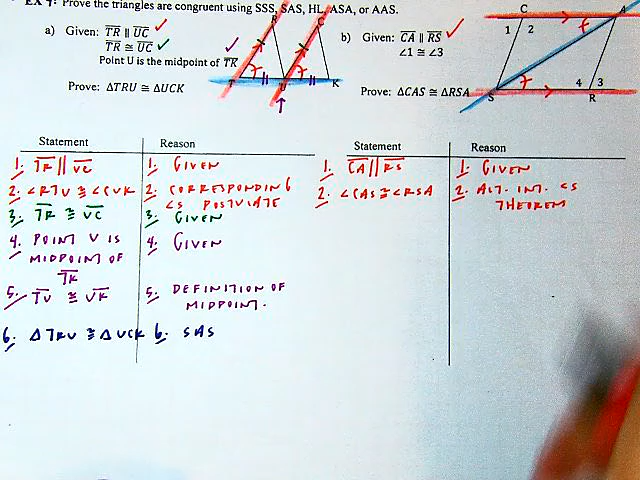 EX 4: Prove the triangles are congruent using SSS, SAS, HL, ASA, or AAS.
a) Given: TR ∥ UC ✓
TR ≅ UC ✓
Point U is the midpoint of TK ✓
Prove: ΔTRU ≅ ΔUCK
R C
T U K
b) Given: CA ∥ RS ✓
∠1 ≅ ∠3
Prove: ΔCAS ≅ ΔRSA
C A
1 2
4 3
S R
Statement Reason
1. TR ∥ UC 1. GIVEN
2. <RTU ≅ <CUK 2. CORRESPONDING
<S POSTULATE
3. TR ≅ UC 3. GIVEN
4. POINT U IS 4. GIVEN
MIDPOINT OF
TK
5. TU ≅ UK 5. DEFINITION OF
MIDPOINT.
6. ΔTRU ≅ ΔUCK 6. SAS
Statement Reason
1. CA ∥ RS 1. GIVEN
2. <CAS ≅ <RSA 2. ALT. INT. <S
THEOREM